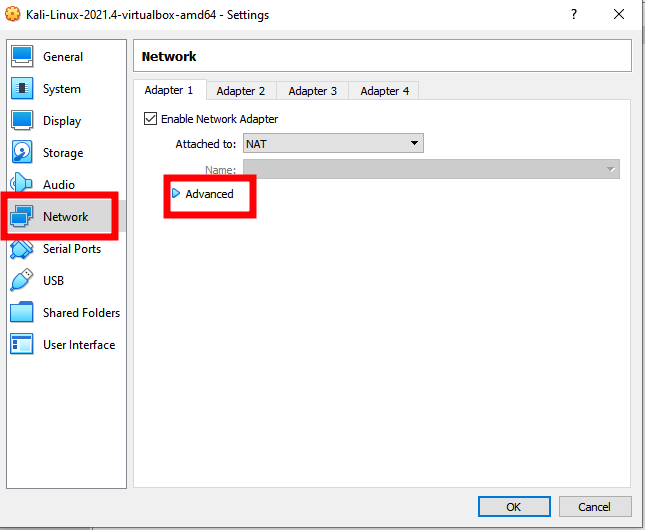 Kali-Linux-2021.4-virtualbox-amd64 - Settings
?
General
System
Display
Storage
Audio
Network
Serial Ports
USB
Shared Folders
User Interface
Network
Adapter 1
Adapter 2
Adapter 3
Adapter 4
Enable Network Adapter
Attached to: NAT
Name:
Advanced
OK
Cancel